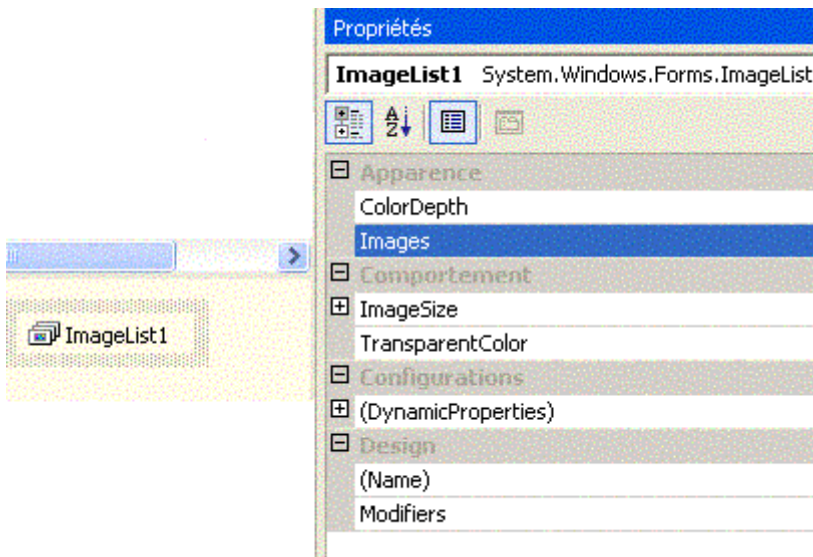 Propriétés
ImageList1 System.Windows.Forms.ImageList
Apparence
ColorDepth
Images
Comportement
ImageSize
ImageList1
TransparentColor
Configurations
(DynamicProperties)
Design
(Name)
Modifiers